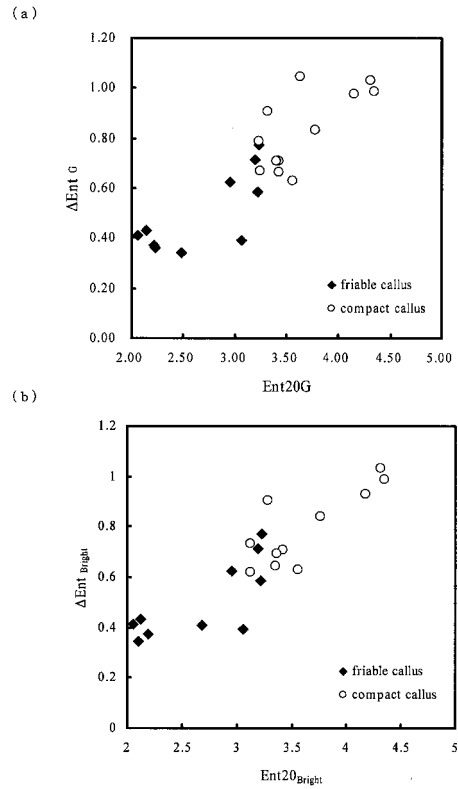 (a)
1.20
1.00
0.80
0.60
0.40
0.20
0.00
ΔEnt G
friable callus
compact callus
2.00 2.50 3.00 3.50 4.00 4.50 5.00
Ent20G
(b)
1.2
1
0.8
0.6
0.4
0.2
0
ΔEnt Bright
friable callus
compact callus
2 2.5 3 3.5 4 4.5 5
Ent20Bright